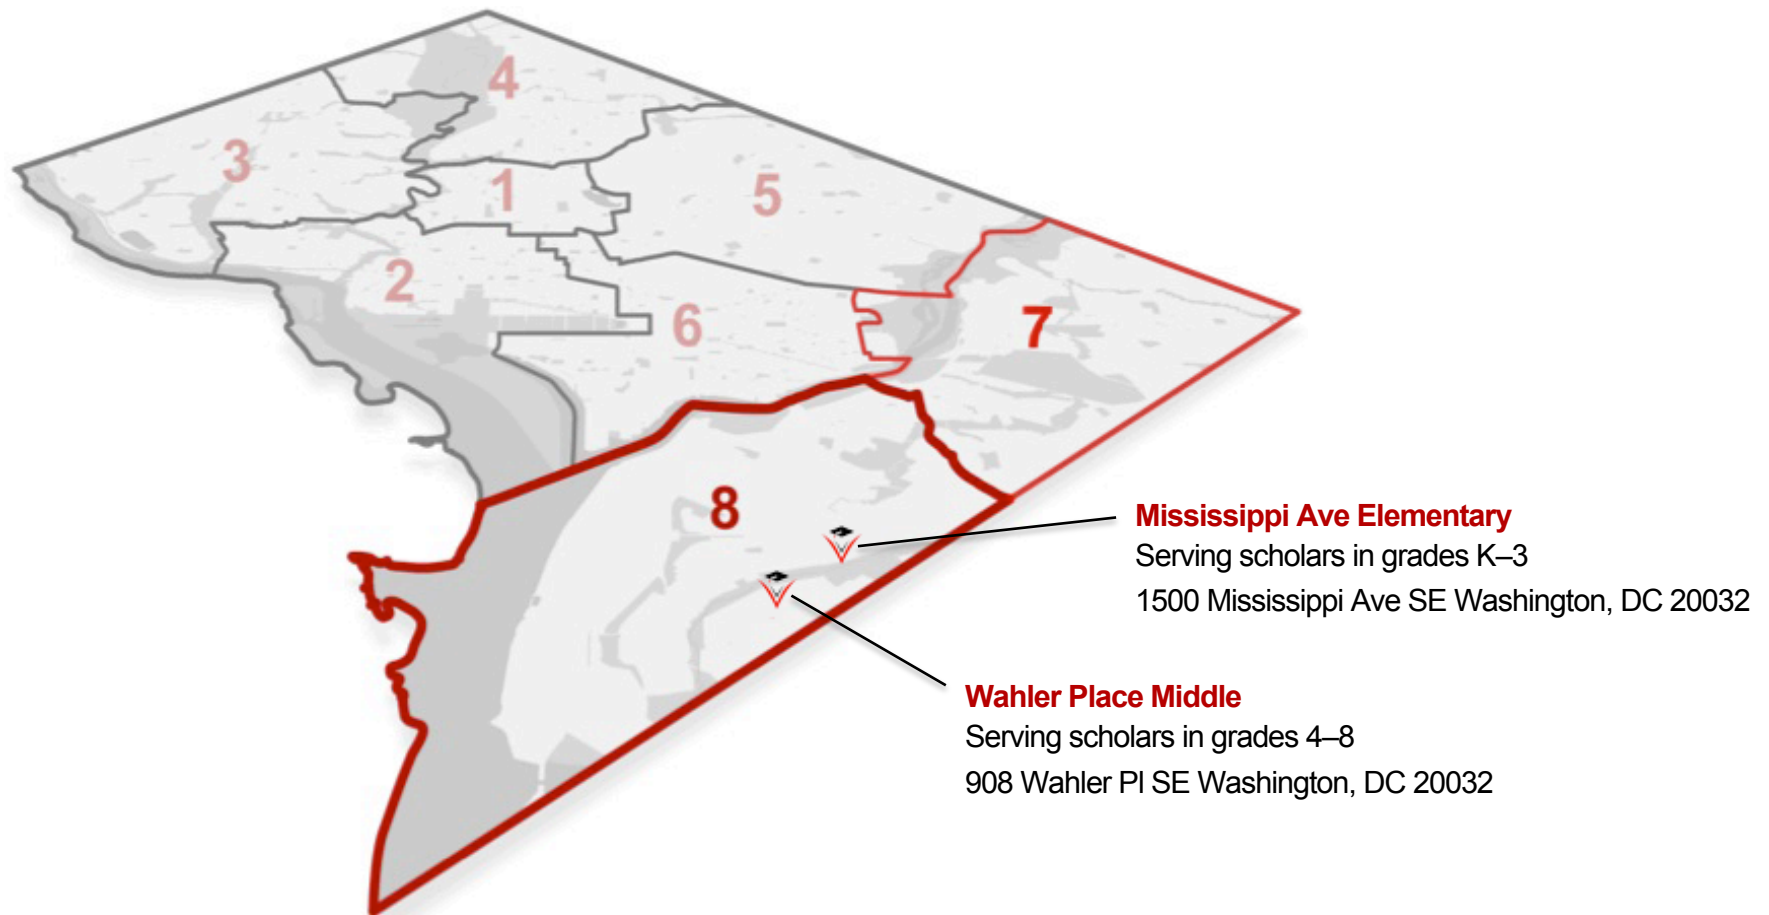 4
3
1
5
2
6
7
8
Mississippi Ave Elementary
Serving scholars in grades K–3
1500 Mississippi Ave SE Washington, DC 20032
Wahler Place Middle
Serving scholars in grades 4–8
908 Wahler Pl SE Washington, DC 20032